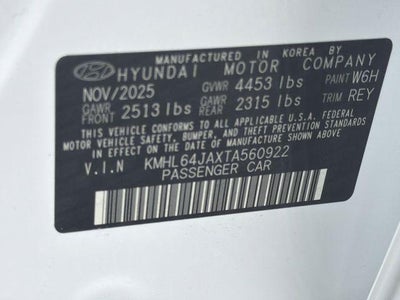 MANUFACTURED IN KOREA BY
HYUNDAI MOTOR COMPANY
NOV/2025 GVWR 4453 lbs PAINT W6H
GAWR FRONT 2513 lbs GAWR REAR 2315 lbs TRIM REY
THIS VEHICLE CONFORMS TO ALL APPLICABLE U.S.A. FEDERAL
MOTOR VEHICLE SAFETY, BUMPER, AND THEFT PREVENTION
STANDARDS IN EFFECT ON THE DATE OF MANUFACTURE SHOWN ABOVE.
V.I.N KMHL64JAXTA560922
PASSENGER CAR